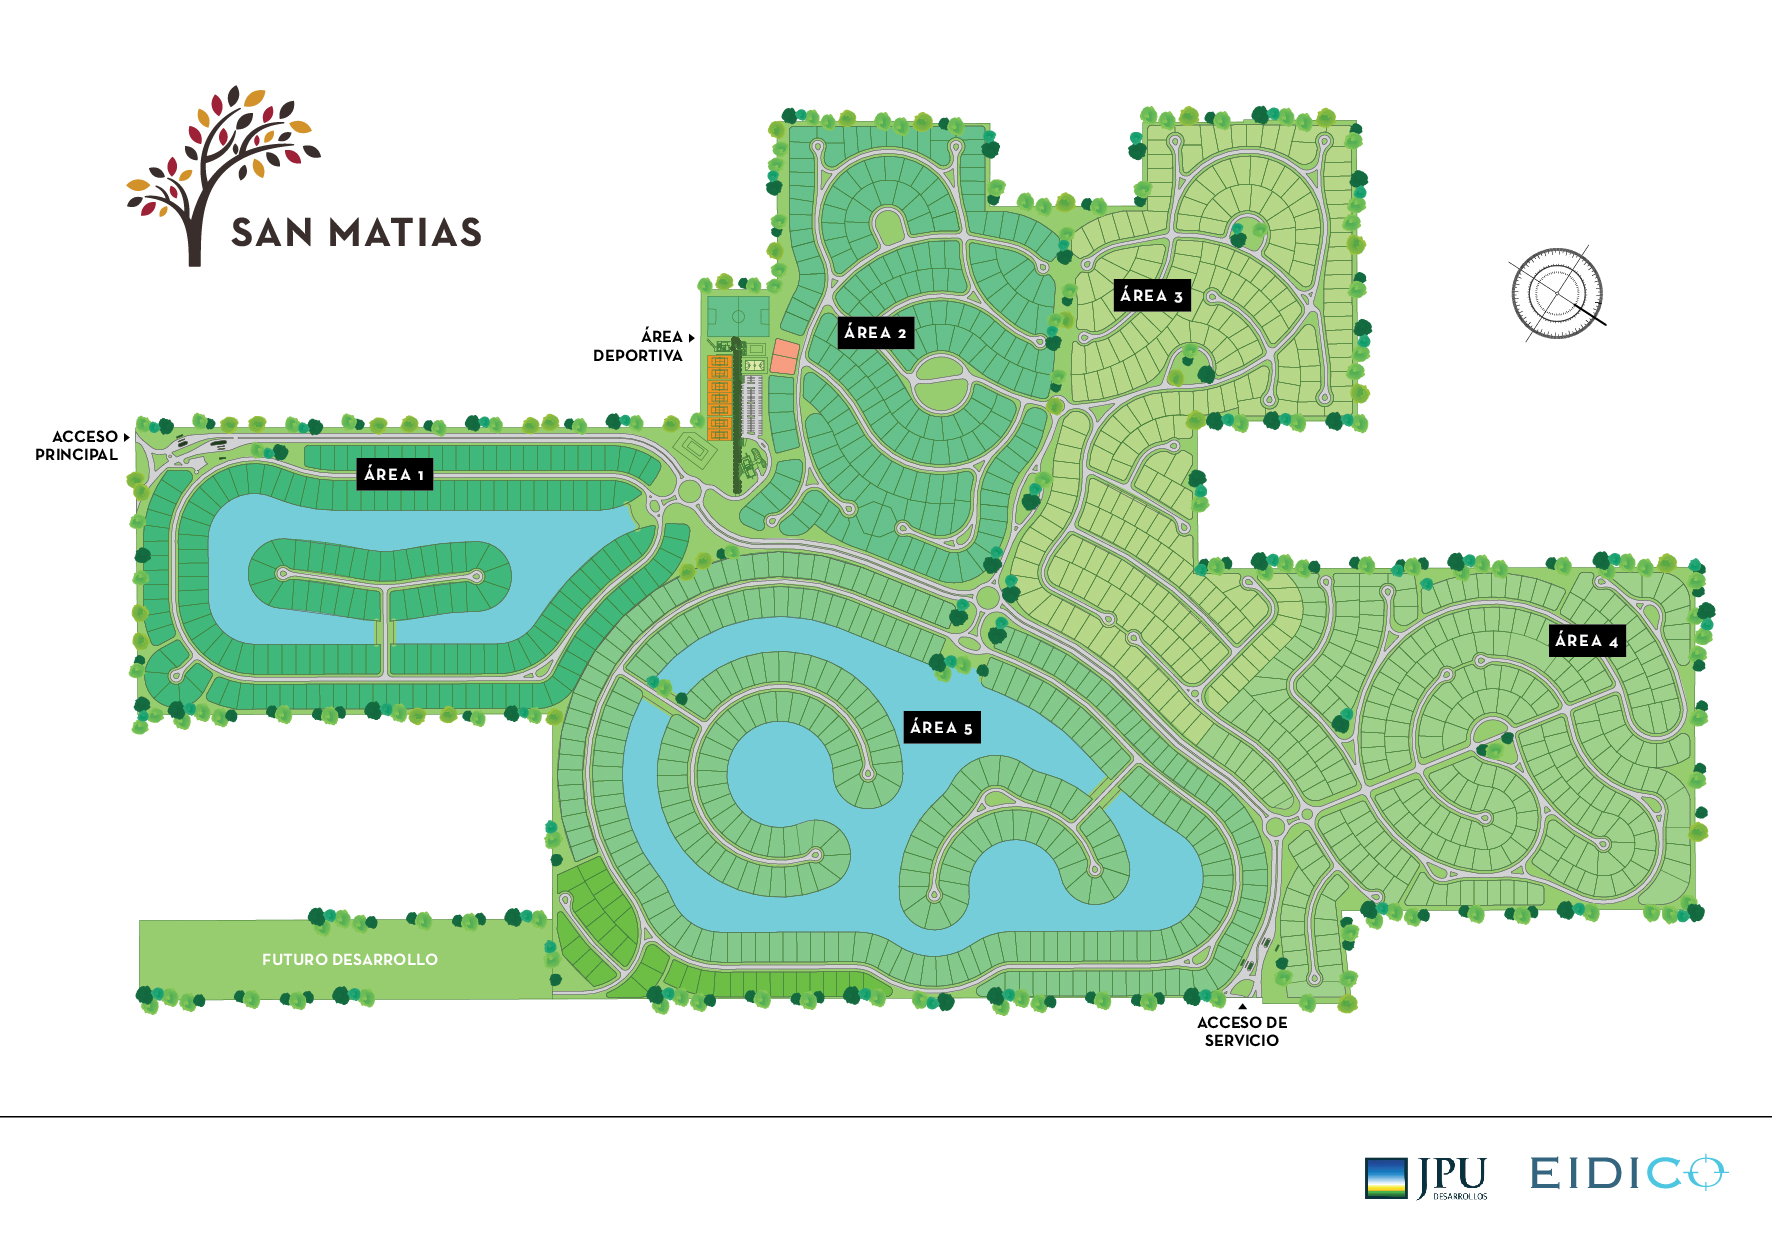 SAN MATIAS
ÁREA 3
ÁREA 2
ÁREA
DEPORTIVA
ACCESO
PRINCIPAL
ÁREA 1
ÁREA 4
ÁREA 5
FUTURO DESARROLLO
ACCESO DE
SERVICIO
JPU
DESARROLLOS
EIDICO